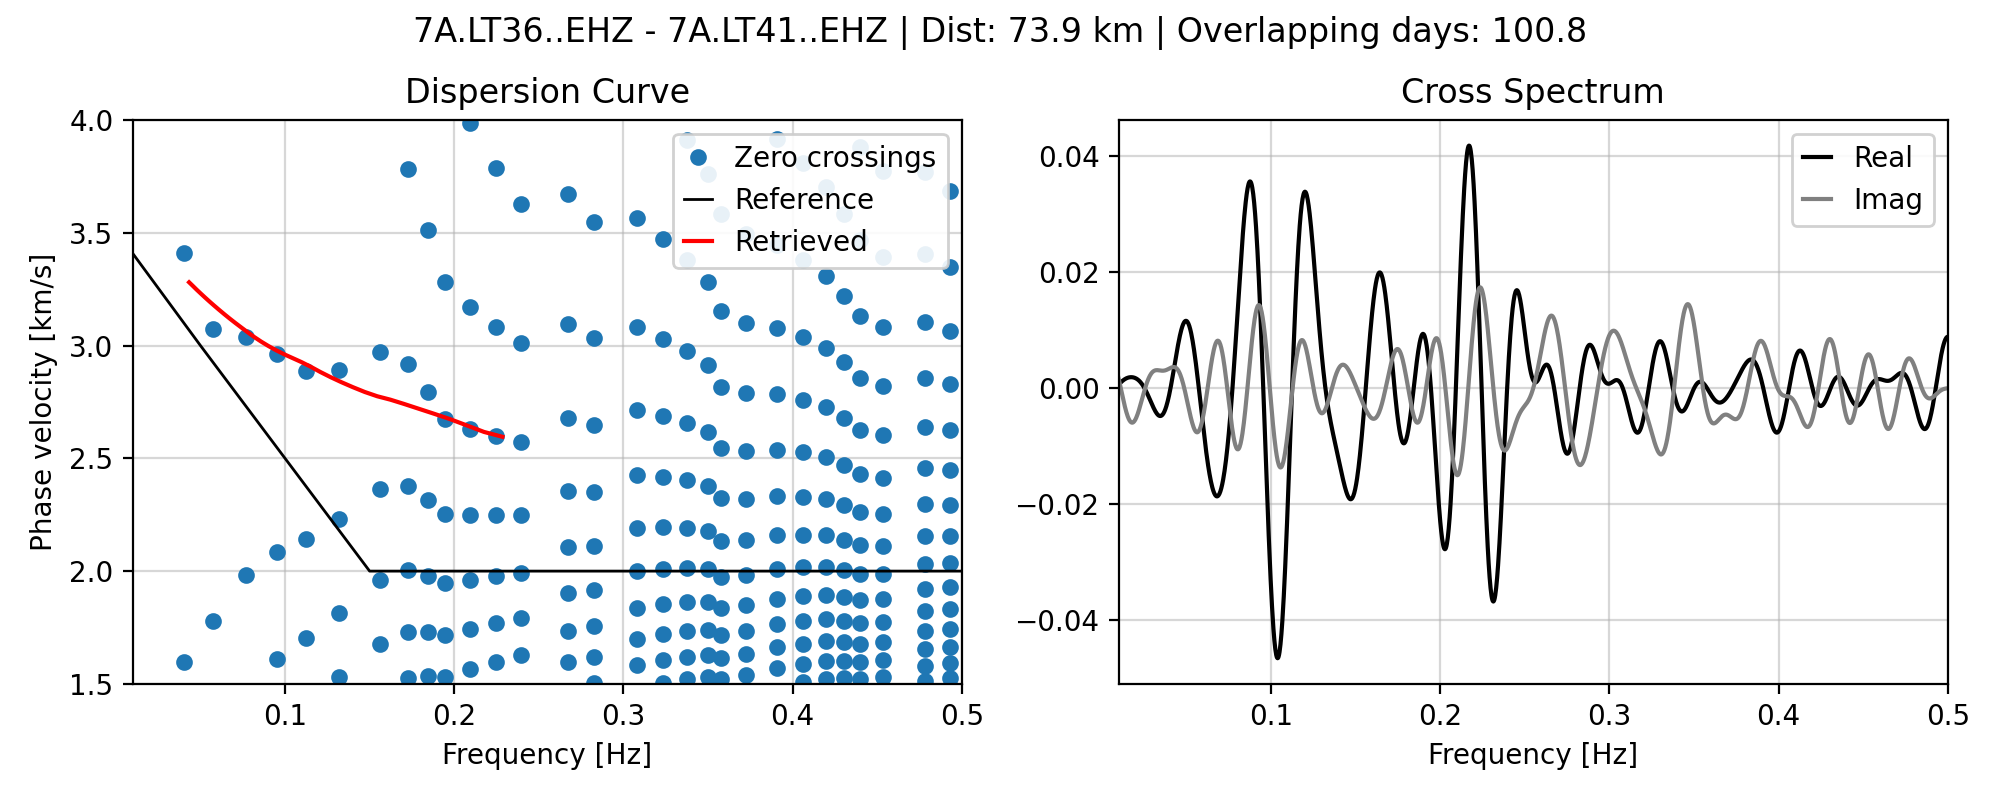 7A.LT36..EHZ - 7A.LT41..EHZ | Dist: 73.9 km | Overlapping days: 100.8
Dispersion Curve
4.0
3.5
3.0
2.5
2.0
1.5
Phase velocity [km/s]
0.1
0.2
0.3
0.4
0.5
Frequency [Hz]
Zero crossings
Reference
Retrieved
Cross Spectrum
0.04
0.02
0.00
−0.02
−0.04
0.1
0.2
0.3
0.4
0.5
Frequency [Hz]
Real
Imag